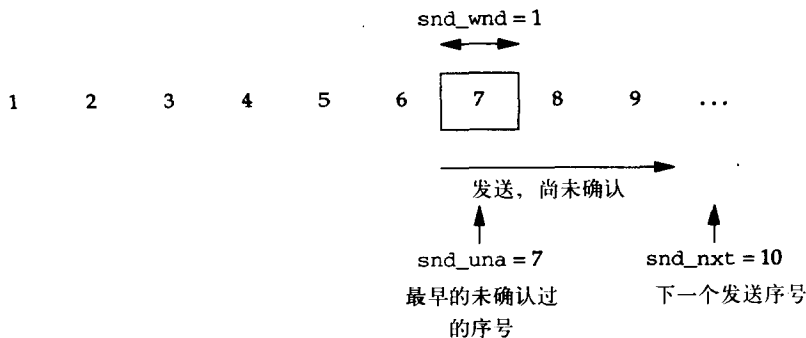 snd_wnd = 1
1 2 3 4 5 6 7 8 9 ...
发送，尚未确认
snd_una = 7 snd_nxt = 10
最早的未确认过 下一个发送序号
的序号